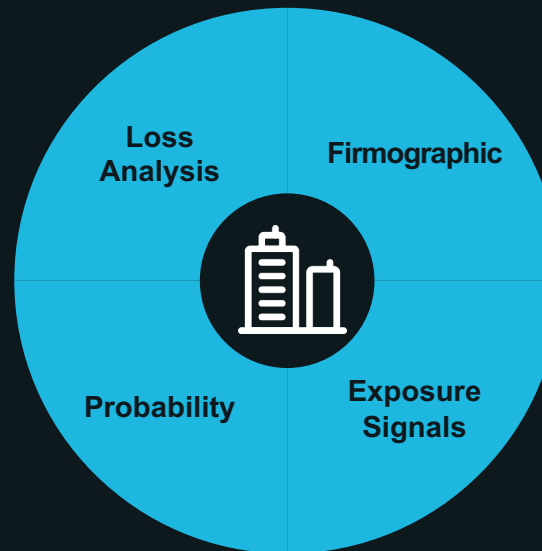 Loss
Analysis
Firmographic
Probability
Exposure
Signals